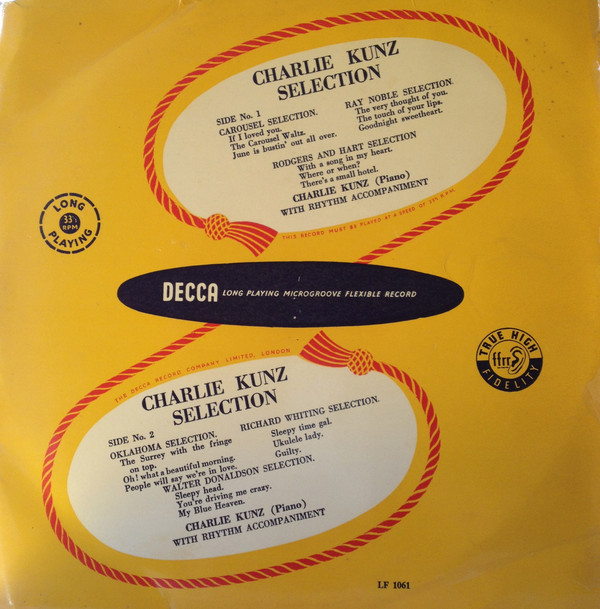 CHARLIE KUNZ
SELECTION
SIDE No. 1
CAROUSEL SELECTION.
If I loved you.
The Carousel Waltz.
June is bustin' out all over.
RAY NOBLE SELECTION.
The very thought of you.
The touch of your lips.
Goodnight sweetheart.
RODGERS AND HART SELECTION
With a song in my heart.
Where or when?
There's a small hotel.
CHARLIE KUNZ (Piano)
WITH RHYTHM ACCOMPANIMENT
THIS RECORD MUST BE PLAYED AT A SPEED OF 33⅓ R.P.M.
LONG
33⅓
RPM
PLAYING
DECCA LONG PLAYING MICROGROOVE FLEXIBLE RECORD
TRUE HIGH
ffrr
FIDELITY
THE DECCA RECORD COMPANY LIMITED, LONDON
CHARLIE KUNZ
SELECTION
SIDE No. 2
OKLAHOMA SELECTION.
The Surrey with the fringe
on top.
Oh! what a beautiful morning.
People will say we're in love.
RICHARD WHITING SELECTION.
Sleepy time gal.
Ukulele lady.
Guilty.
WALTER DONALDSON SELECTION.
Sleepy head.
You're driving me crazy.
My Blue Heaven.
CHARLIE KUNZ (Piano)
WITH RHYTHM ACCOMPANIMENT
LF 1061